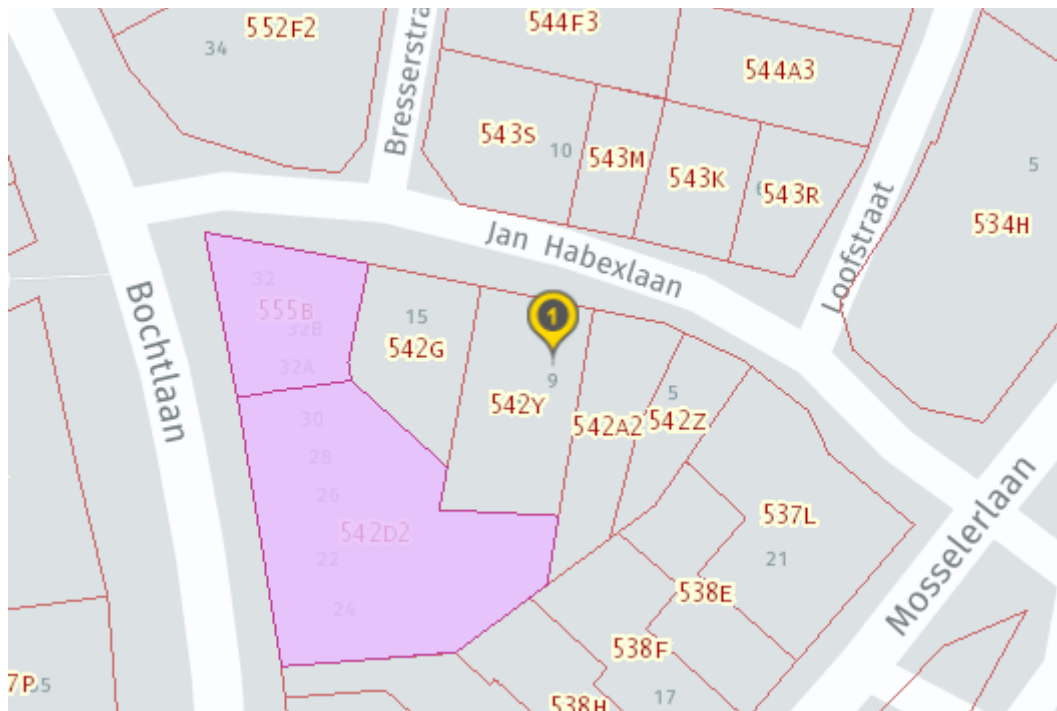 552F2
34
544F3
544A3
Bresserstra
543S
10
543M
543K
543R
5
534H
Jan Habexlaan
Loofstraat
32
555B
32B
32A
15
542G
1
9
542Y
5
542A2
542Z
Bochtlaan
30
28
26
542D2
22
24
537L
21
538E
538F
17
538H
Mosselerlaan
7P